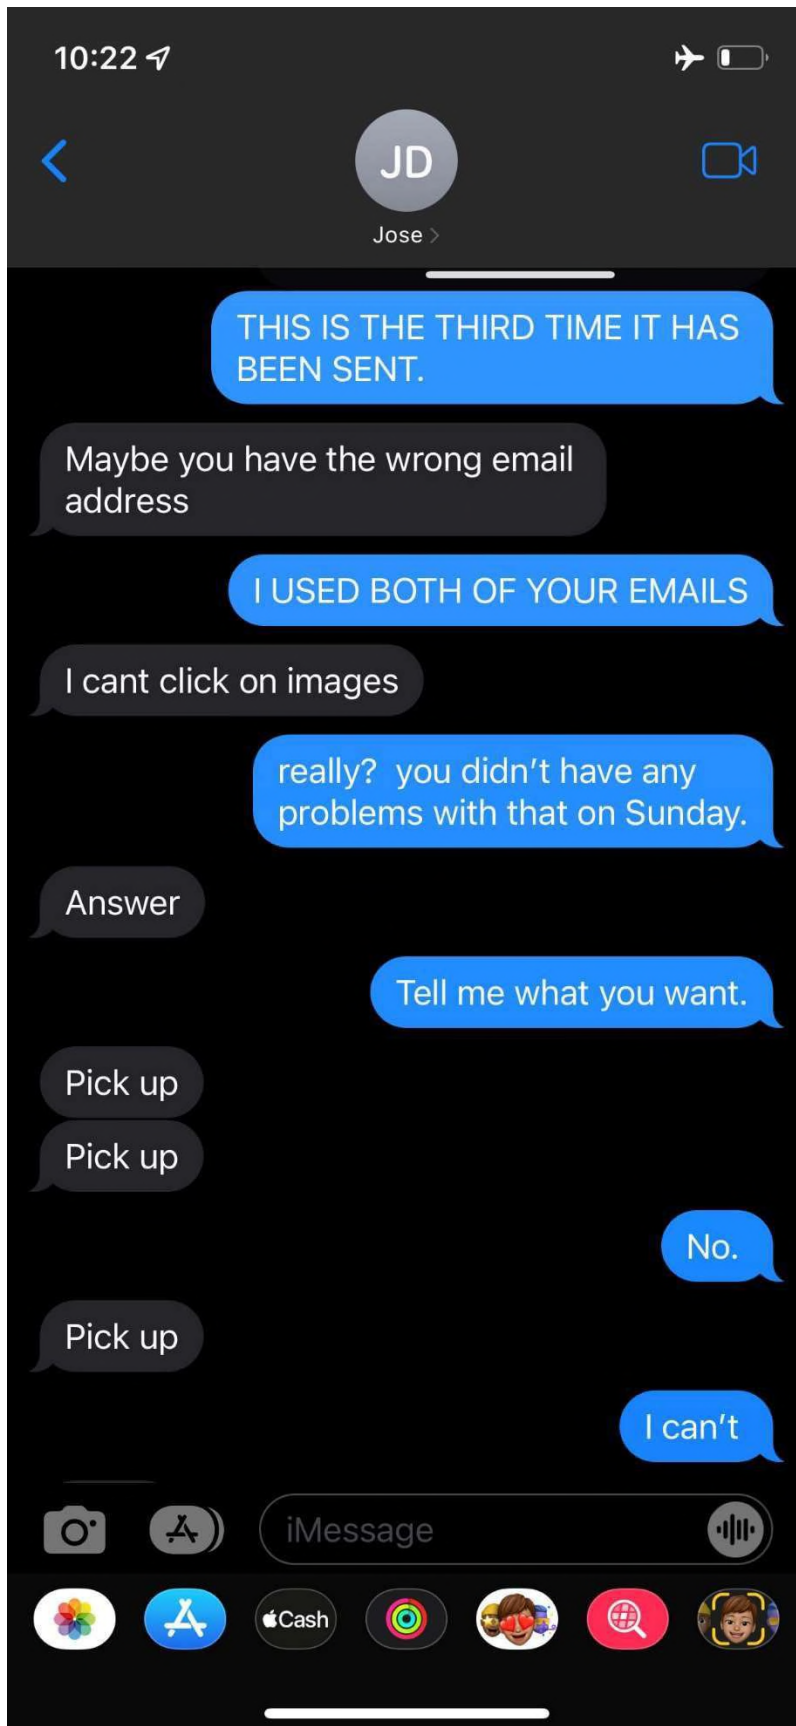 10:22
JD
Jose
THIS IS THE THIRD TIME IT HAS
BEEN SENT.
Maybe you have the wrong email
address
I USED BOTH OF YOUR EMAILS
I cant click on images
really?  you didn't have any
problems with that on Sunday.
Answer
Tell me what you want.
Pick up
Pick up
No.
Pick up
I can't
iMessage
Cash